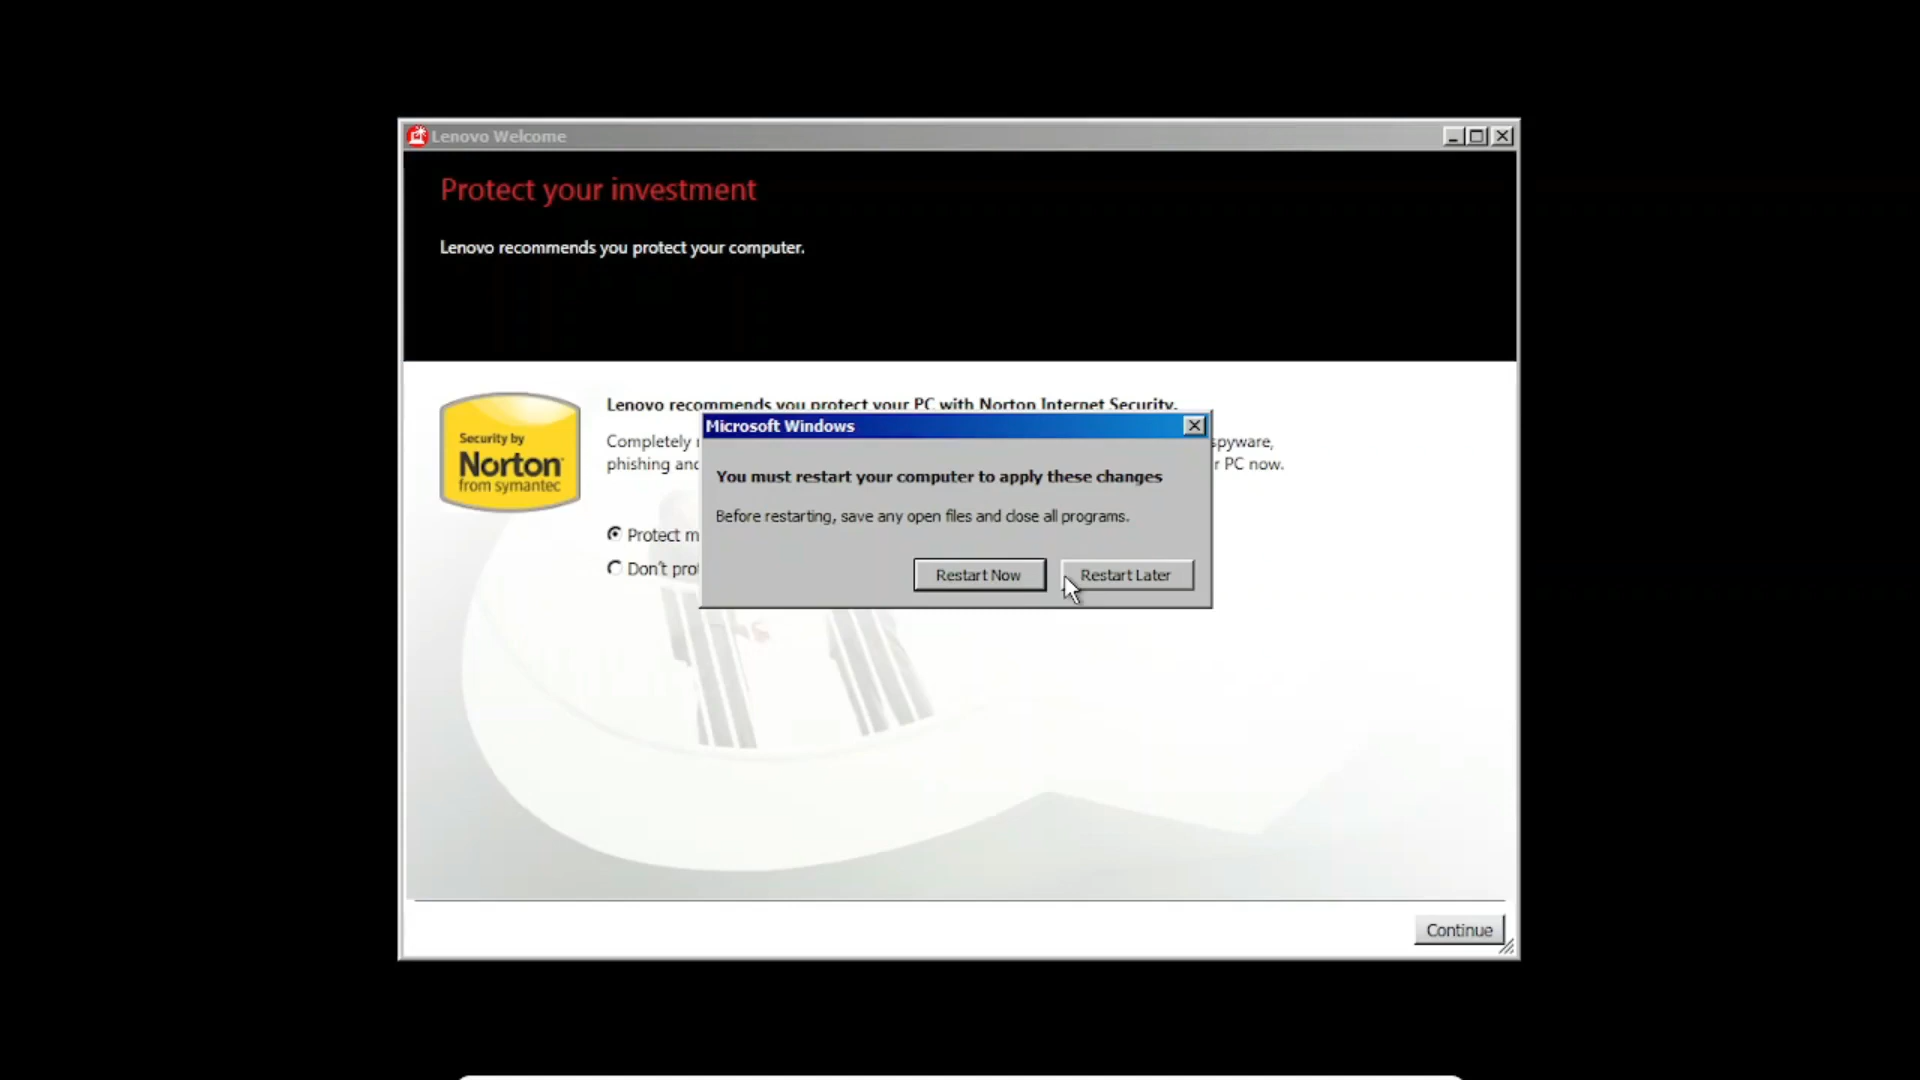 Lenovo Welcome
Protect your investment
Lenovo recommends you protect your computer.
Security by
Norton
from symantec
Lenovo recommends you protect your PC with Norton Internet Security.
Completely
spyware,
phishing and
PC now.
Microsoft Windows
You must restart your computer to apply these changes
Before restarting, save any open files and close all programs.
Restart Now
Restart Later
Protect
Don't
Continue